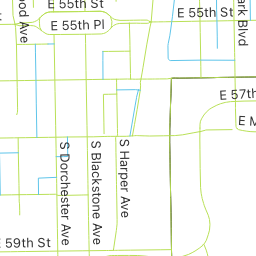 E 55th St
E 55th St
E 55th Pl
ood Ave
ark Blvd
E 57th
E M
S Dorchester Ave
S Blackstone Ave
S Harper Ave
E 59th St